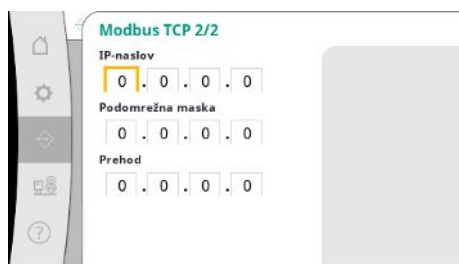 Modbus TCP 2/2
IP-naslov
0 . 0 . 0 . 0
Podomrežna maska
0 . 0 . 0 . 0
Prehod
0 . 0 . 0 . 0
?